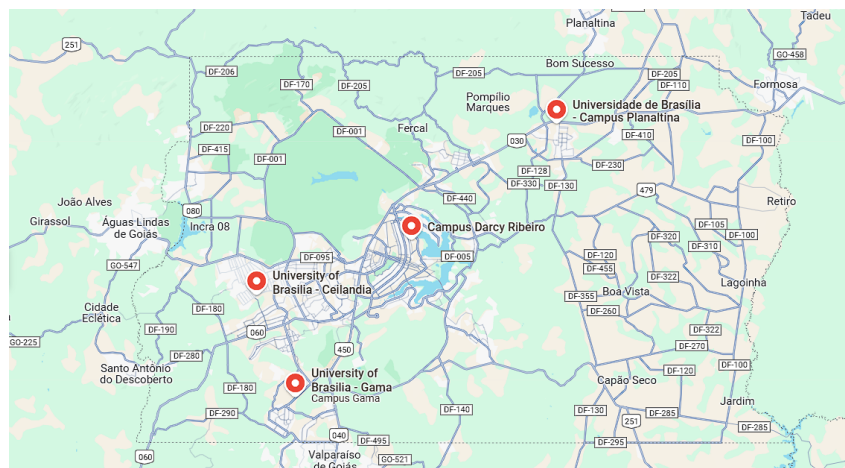 Tadeu
Planaltina
251
GO-458
Bom Sucesso
DF-206
DF-205
DF-205
DF-170
DF-205
DF-110
Formosa
Pompílio
Marques
Universidade de Brasília
- Campus Planaltina
DF-220
DF-001
Fercal
DF-410
030
DF-100
DF-415
DF-001
DF-230
DF-128
DF-330
DF-130
479
João Alves
DF-440
Retiro
080
Girassol
Águas Lindas
de Goiás
Incra 08
Campus Darcy Ribeiro
DF-105
DF-320
DF-100
DF-310
DF-095
DF-005
DF-120
GO-547
DF-455
University of
Brasilia - Ceilandia
DF-322
Lagoinha
Boa Vista
DF-355
Cidade
Eclética
DF-180
DF-260
DF-190
060
DF-322
GO-225
DF-270
450
DF-280
Santo Antônio
do Descoberto
DF-100
DF-120
University of
Brasilia - Gama
Campus Gama
Capão Seco
DF-180
Jardim
DF-290
DF-140
DF-130
DF-285
251
DF-285
040
DF-495
DF-295
060
Valparaíso
de Goiás
GO-521